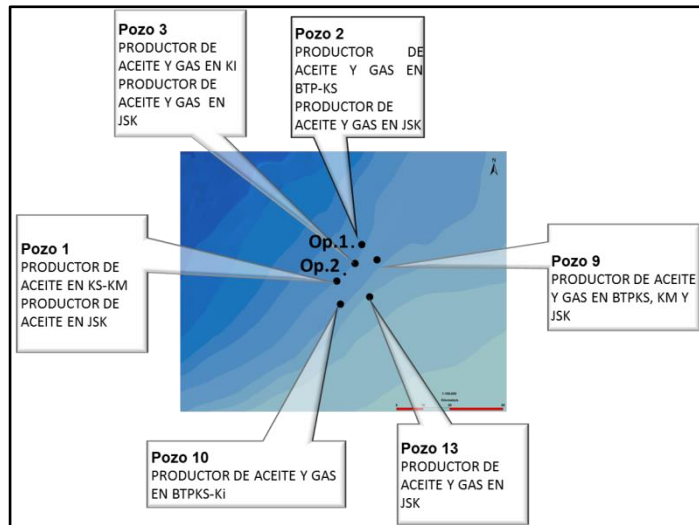 Pozo 3
PRODUCTOR DE
ACEITE Y GAS EN KI
PRODUCTOR DE
ACEITE Y GAS EN
JSK
Pozo 2
PRODUCTOR DE
ACEITE Y GAS EN
BTP-KS
PRODUCTOR DE
ACEITE Y GAS EN JSK
N
Op.1
Op.2
Pozo 1
PRODUCTOR DE
ACEITE EN KS-KM
PRODUCTOR DE
ACEITE EN JSK
Pozo 9
PRODUCTOR DE ACEITE
Y GAS EN BTPKS, KM Y
JSK
Pozo 10
PRODUCTOR DE ACEITE Y GAS
EN BTPKS-Ki
Pozo 13
PRODUCTOR DE
ACEITE Y GAS EN
JSK